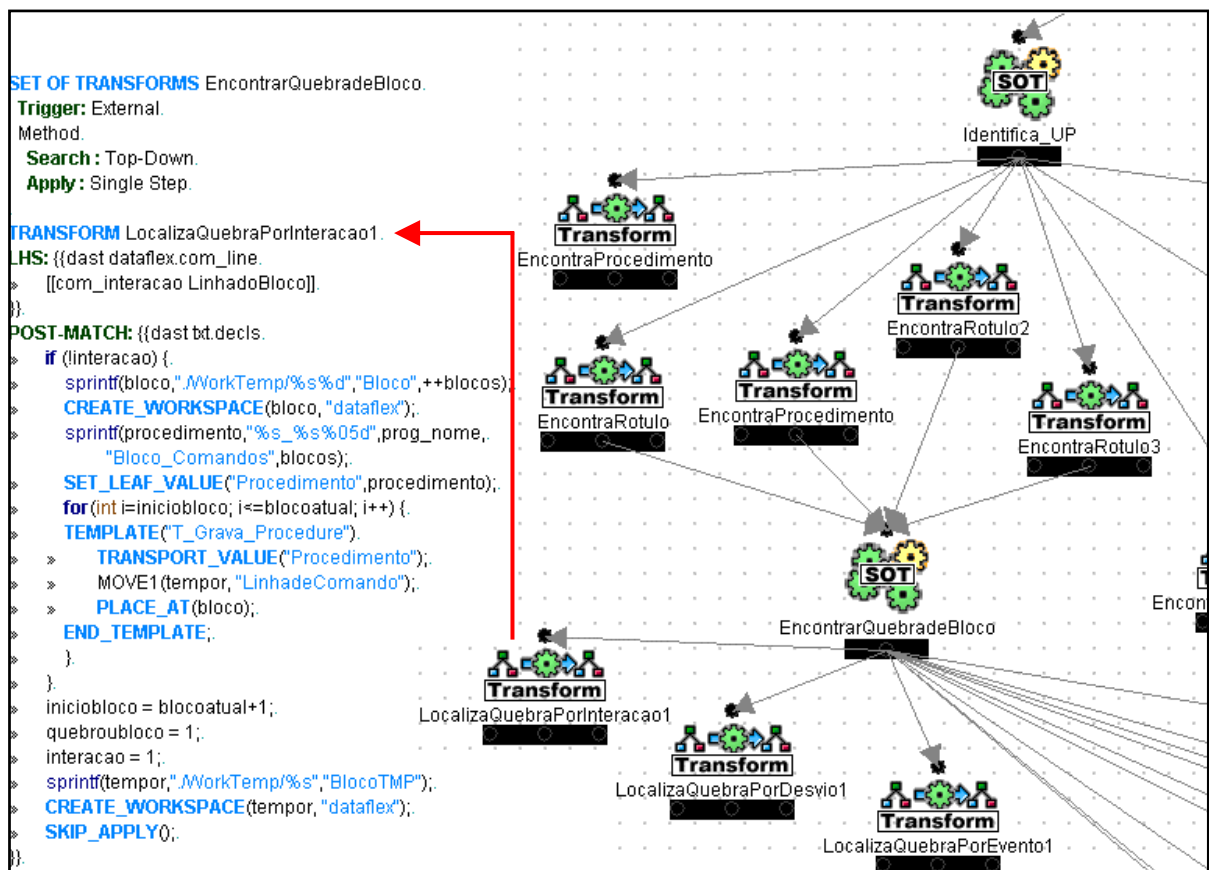 SET OF TRANSFORMS EncontrarQuebradeBloco.
Trigger: External.
Method.
Search : Top-Down.
Apply : Single Step.
TRANSFORM LocalizaQuebraPorInteracao1.
LHS: {{dast dataflex.com_line.
» [[com_interacao LinhadoBloco]].
}}.
POST-MATCH: {{dast txt.decls.
» if (!interacao) {.
» sprintf(bloco,"./WorkTemp/%s%d","Bloco",++blocos);
» CREATE_WORKSPACE(bloco, "dataflex");.
» sprintf(procedimento,"%s_%s%05d",prog_nome,.
"Bloco_Comandos",blocos);.
» SET_LEAF_VALUE("Procedimento",procedimento);.
» for(int i=iniciobloco; i<=blocoatual; i++) {.
» TEMPLATE("T_Grava_Procedure").
» » TRANSPORT_VALUE("Procedimento");.
» » MOVE1(tempor, "LinhadeComando");.
» » PLACE_AT(bloco);.
» END_TEMPLATE;.
» }.
» }.
» iniciobloco = blocoatual+1;.
» quebroubloco = 1;.
» interacao = 1;.
» sprintf(tempor,"./WorkTemp/%s","BlocoTMP");.
» CREATE_WORKSPACE(tempor, "dataflex");.
» SKIP_APPLY();.
}}.
SOT
Identifica_UP
Transform
EncontraProcedimento
Transform
EncontraRotulo2
Transform
EncontraRotulo
Transform
EncontraProcedimento
Transform
EncontraRotulo3
SOT
EncontrarQuebradeBloco
T
Encon
Transform
LocalizaQuebraPorInteracao1
Transform
LocalizaQuebraPorDesvio1
Transform
LocalizaQuebraPorEvento1